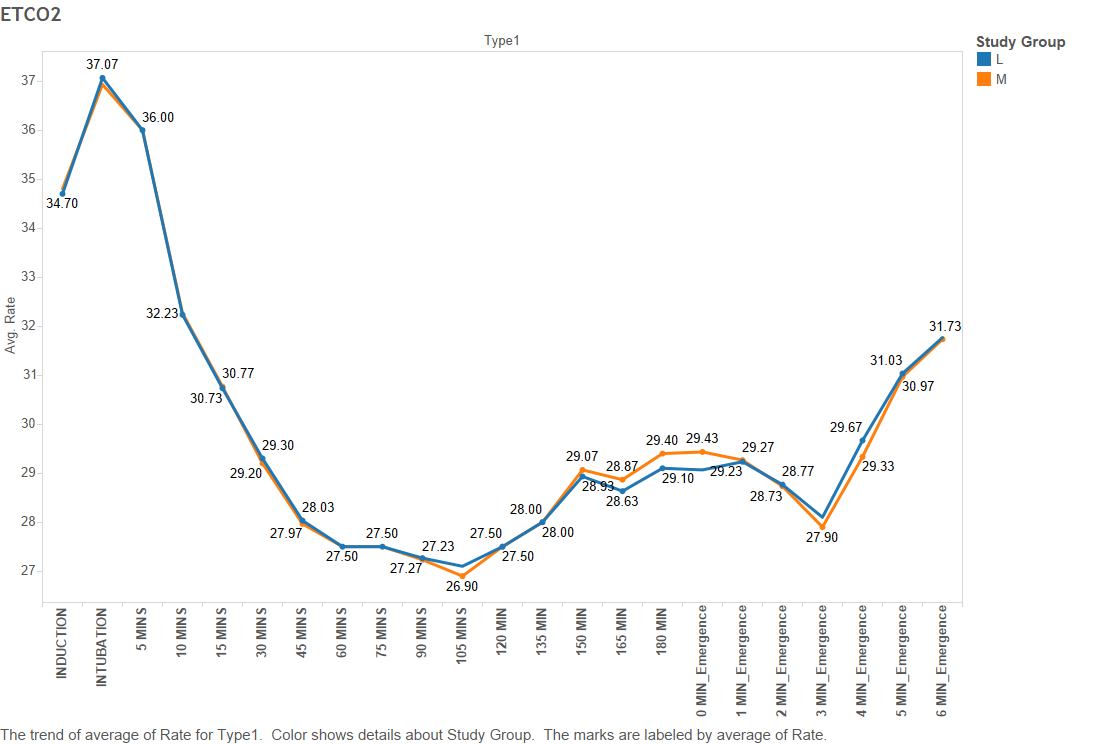 ETCO2
Type1
Study Group
L
M
Avg. Rate
37
36
35
34
33
32
31
30
29
28
27
34.70
37.07
36.00
32.23
30.77
30.73
29.30
29.20
28.03
27.97
27.50
27.50
27.23
27.27
26.90
27.50
27.50
28.00
28.00
29.07
28.93
28.87
28.63
29.40
29.10
29.43
29.27
29.23
28.77
28.73
27.90
29.67
29.33
31.03
30.97
31.73
INDUCTION
INTUBATION
5 MINS
10 MINS
15 MINS
30 MINS
45 MINS
60 MINS
75 MINS
90 MINS
105 MINS
120 MIN
135 MIN
150 MIN
165 MIN
180 MIN
0 MIN_Emergence
1 MIN_Emergence
2 MIN_Emergence
3 MIN_Emergence
4 MIN_Emergence
5 MIN_Emergence
6 MIN_Emergence
The trend of average of Rate for Type1. Color shows details about Study Group. The marks are labeled by average of Rate.